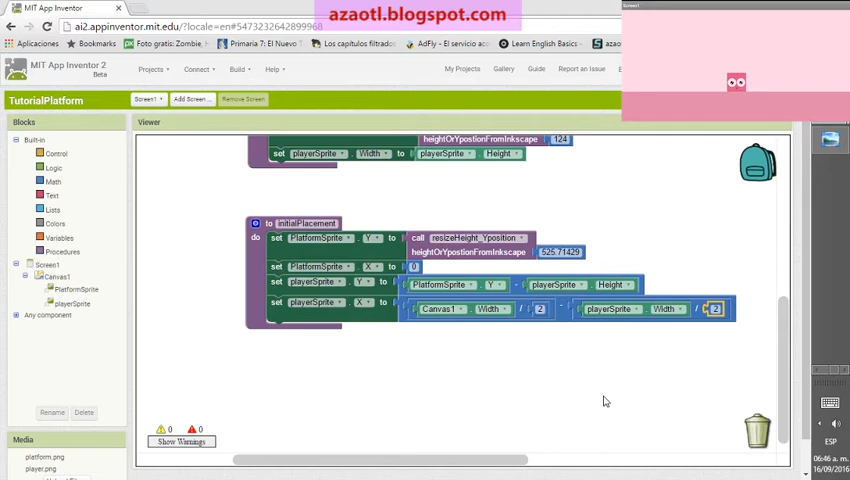 MIT App Inventor 2
azaotl.blogspot.com
Screen1
ai2.appinventor.mit.edu/?locale=en#5473232642899968
Aplicaciones
Foto gratis: Zombie, H
Primaria 7: El Nuevo T
Los capítulos filtrados
AdFly - El servicio ac
Learn English Basics -
azaotl
MIT App Inventor 2
Beta
Projects
Connect
Build
Help
My Projects
Gallery
Guide
Report an Issue
TutorialPlatform
Screen1
Add Screen ...
Remove Screen
Blocks
Viewer
Built-in
Control
Logic
Math
Text
Lists
Colors
Variables
Procedures
Screen1
Canvas1
PlatformSprite
playerSprite
Any component
Rename
Delete
Media
platform.png
player.png
heightOrYpostionFromInkscape 124
set playerSprite . Width to playerSprite . Height
to initialPlacement
do set PlatformSprite . Y to call resizeHeight_Yposition
heightOrYpostionFromInkscape 525.71429
set PlatformSprite . X to 0
set playerSprite . Y to PlatformSprite . Y - playerSprite . Height
set playerSprite . X to Canvas1 . Width / 2 - playerSprite . Width / 2
0 0
Show Warnings
ESP
06:46 a. m.
16/09/2016